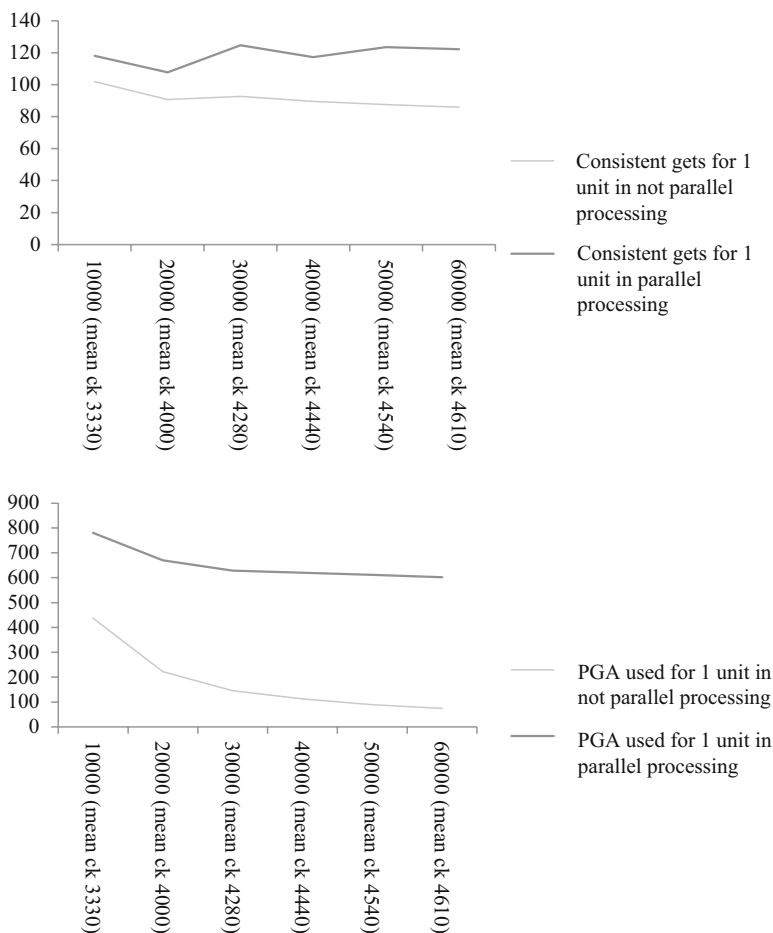 140
120
100
80
60
40
20
0
10000 (mean ck 3330)
20000 (mean ck 4000)
30000 (mean ck 4280)
40000 (mean ck 4440)
50000 (mean ck 4540)
60000 (mean ck 4610)
Consistent gets for 1
unit in not parallel
processing
Consistent gets for 1
unit in parallel
processing
900
800
700
600
500
400
300
200
100
0
10000 (mean ck 3330)
20000 (mean ck 4000)
30000 (mean ck 4280)
40000 (mean ck 4440)
50000 (mean ck 4540)
60000 (mean ck 4610)
PGA used for 1 unit in
not parallel processing
PGA used for 1 unit in
parallel processing